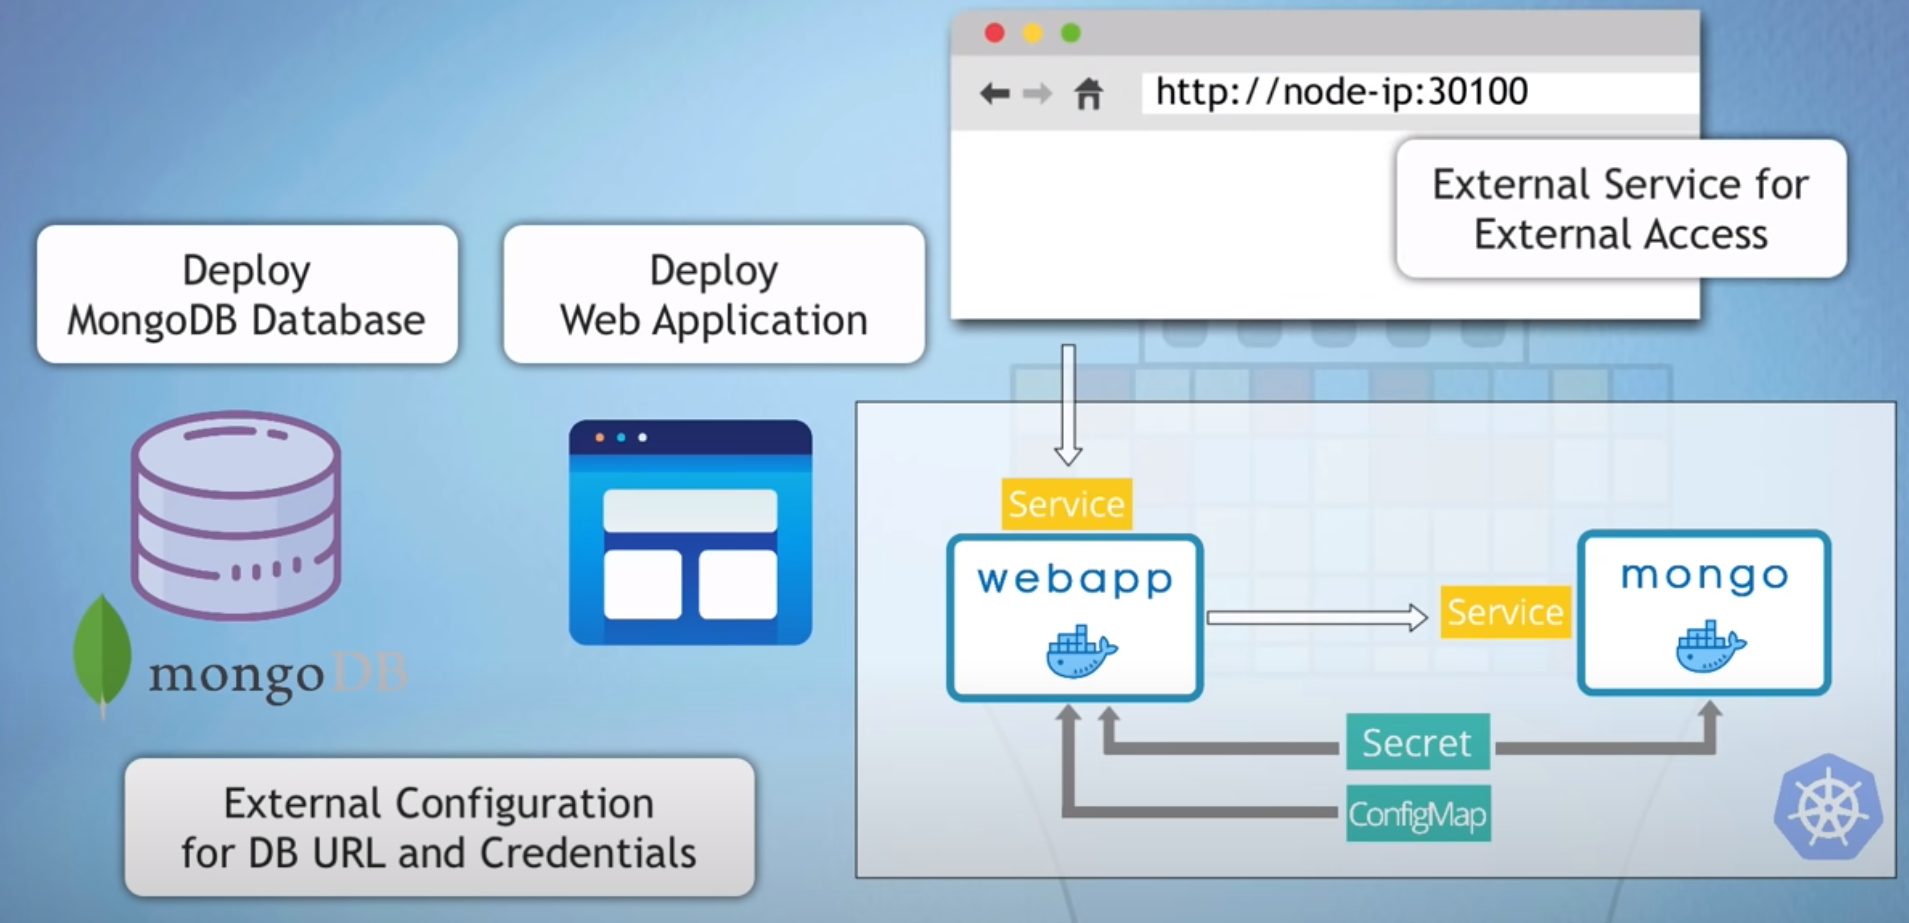 http://node-ip:30100
External Service for
External Access
Deploy
MongoDB Database
Deploy
Web Application
mongoDB
External Configuration
for DB URL and Credentials
Service
webapp
Service
mongo
Secret
ConfigMap